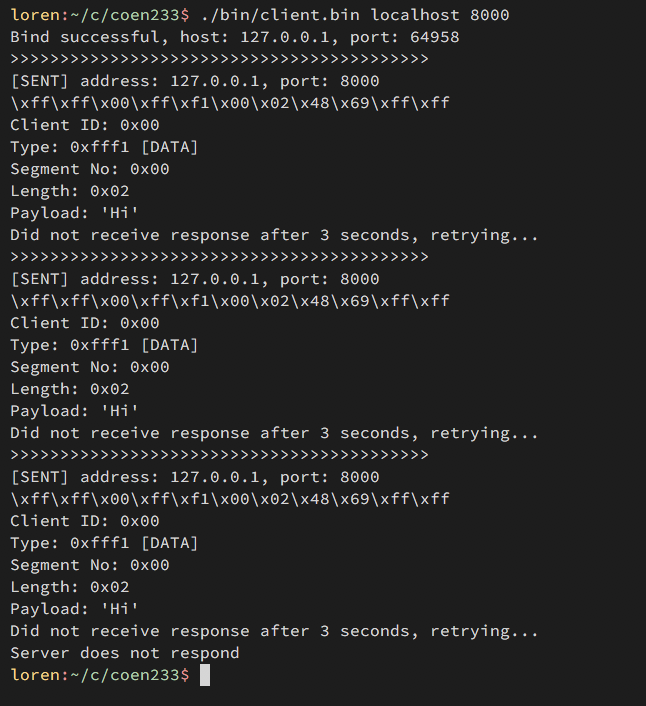 loren:~/c/coen233$ ./bin/client.bin localhost 8000
Bind successful, host: 127.0.0.1, port: 64958
>>>>>>>>>>>>>>>>>>>>>>>>>>>>>>>>>>>>>>>>>>
[SENT] address: 127.0.0.1, port: 8000
\xff\xff\x00\xff\xf1\x00\x02\x48\x69\xff\xff
Client ID: 0x00
Type: 0xfff1 [DATA]
Segment No: 0x00
Length: 0x02
Payload: 'Hi'
Did not receive response after 3 seconds, retrying...
>>>>>>>>>>>>>>>>>>>>>>>>>>>>>>>>>>>>>>>>>>
[SENT] address: 127.0.0.1, port: 8000
\xff\xff\x00\xff\xf1\x00\x02\x48\x69\xff\xff
Client ID: 0x00
Type: 0xfff1 [DATA]
Segment No: 0x00
Length: 0x02
Payload: 'Hi'
Did not receive response after 3 seconds, retrying...
>>>>>>>>>>>>>>>>>>>>>>>>>>>>>>>>>>>>>>>>>>
[SENT] address: 127.0.0.1, port: 8000
\xff\xff\x00\xff\xf1\x00\x02\x48\x69\xff\xff
Client ID: 0x00
Type: 0xfff1 [DATA]
Segment No: 0x00
Length: 0x02
Payload: 'Hi'
Did not receive response after 3 seconds, retrying...
Server does not respond
loren:~/c/coen233$